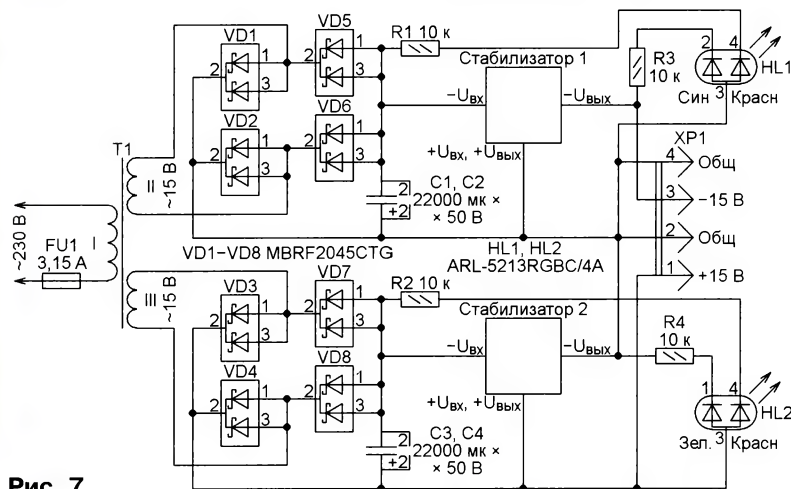 VD1
VD5
R1 10 к
1
1
2
3
2
3
Стабилизатор 1
–Uвх
–Uвых
+Uвх, +Uвых
R3
10 к
2
4
HL1
Син
3
Красн
VD2
VD6
1
1
2
3
2
3
T1
II
~15 В
2
+2
C1, C2
22000 мк ×
× 50 В
XP1
4
Общ
3
–15 В
2
Общ
1
+15 В
~230 В
FU1
3,15 А
I
VD1–VD8 MBRF2045CTG
HL1, HL2
ARL-5213RGBC/4A
III
~15 В
VD3
VD7
R2 10 к
1
1
2
3
2
3
Стабилизатор 2
–Uвх
–Uвых
+Uвх, +Uвых
R4
10 к
1
4
HL2
Зел.
3
Красн
VD4
VD8
1
1
2
3
2
3
2
+2
C3, C4
22000 мк ×
× 50 В
Рис. 7